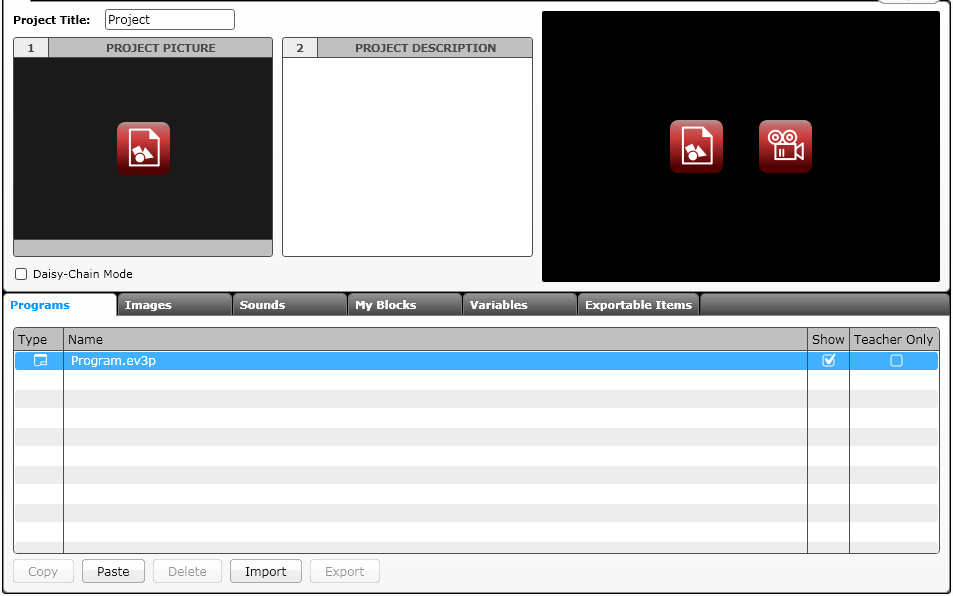 Project Title: Project
1 PROJECT PICTURE
2 PROJECT DESCRIPTION
Daisy-Chain Mode
Programs Images Sounds My Blocks Variables Exportable Items
Type Name Show Teacher Only
Program.ev3p
Copy Paste Delete Import Export